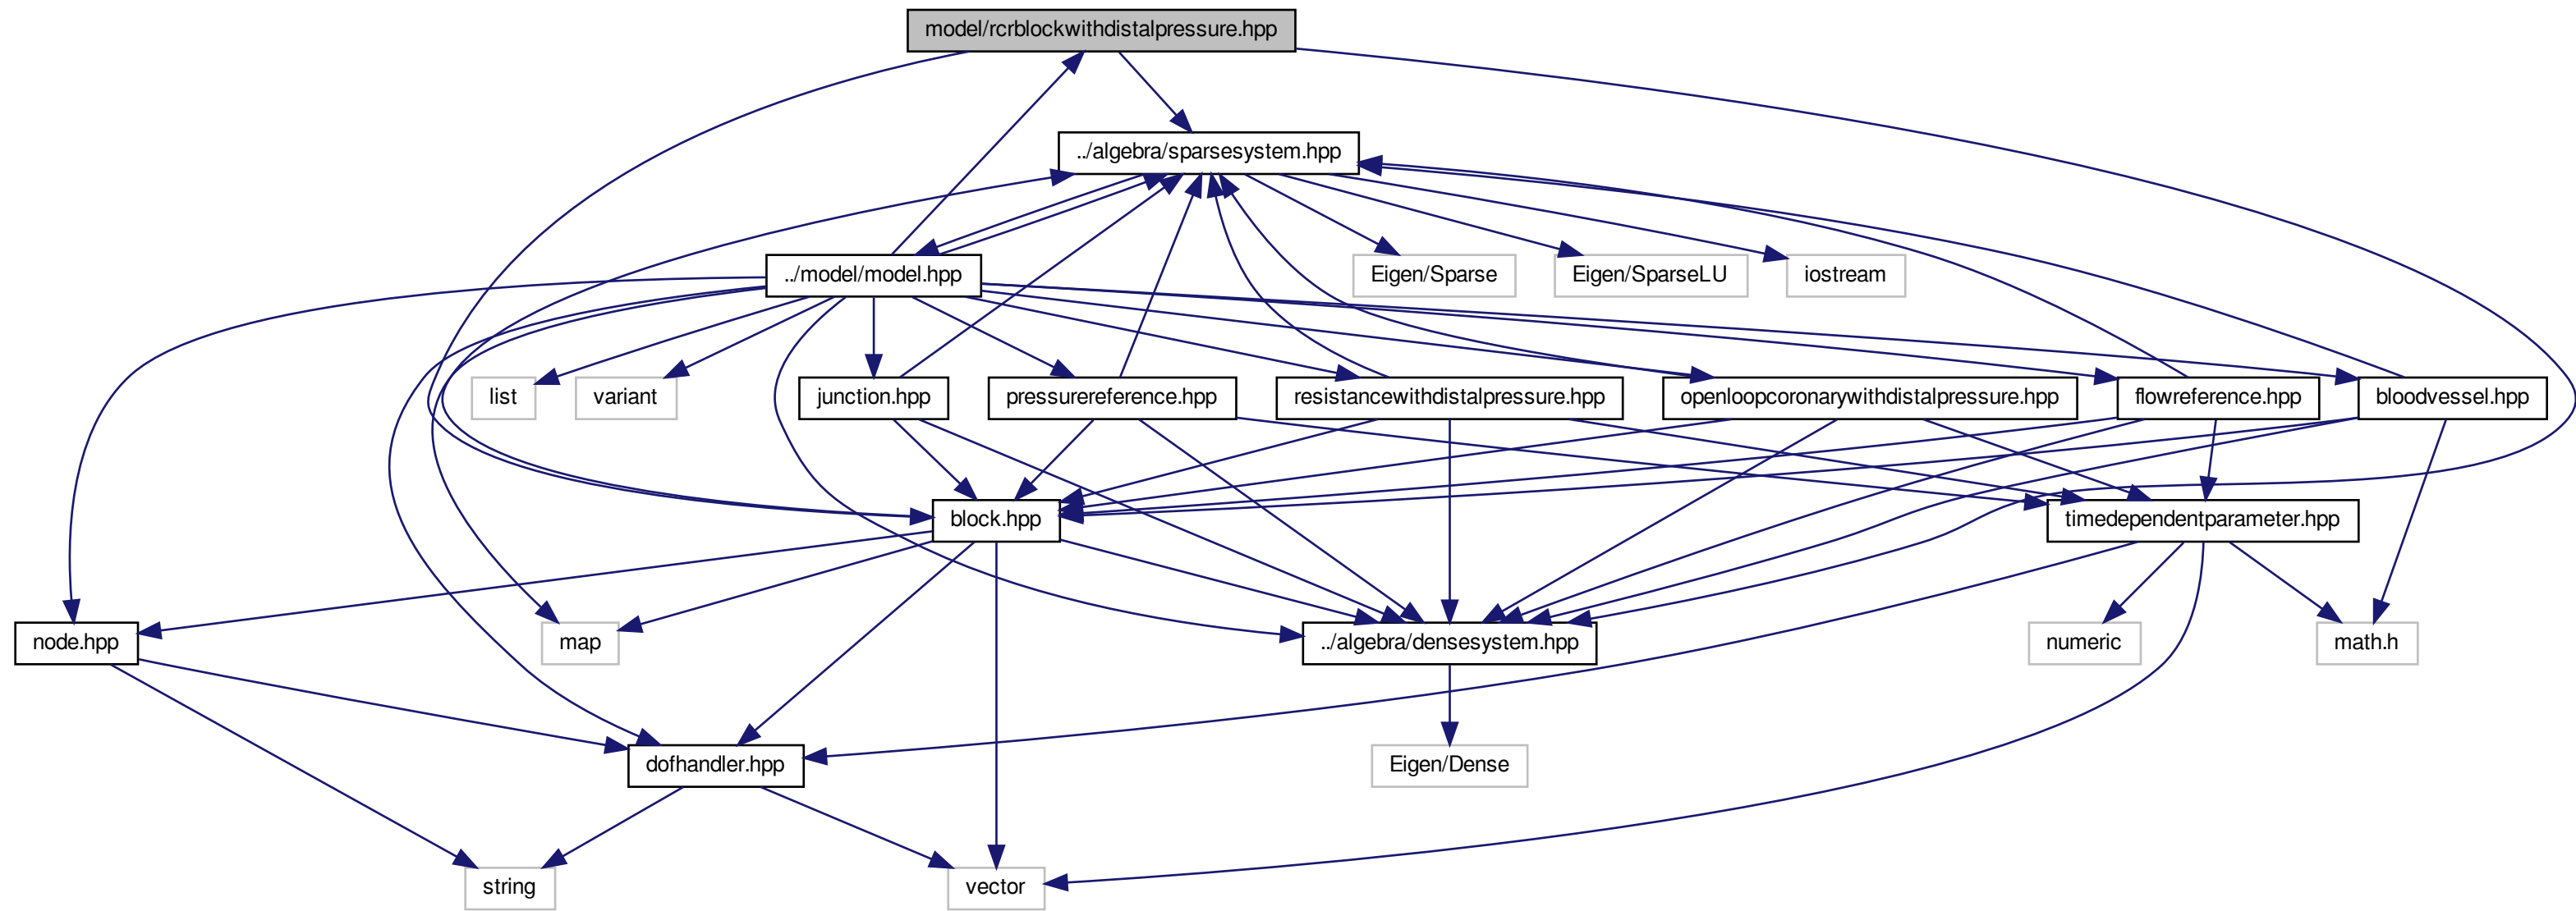 model/rcrblockwithdistalpressure.hpp
../algebra/sparsesystem.hpp
../model/model.hpp
Eigen/Sparse
Eigen/SparseLU
iostream
list
variant
junction.hpp
pressurereference.hpp
resistancewithdistalpressure.hpp
openloopcoronarywithdistalpressure.hpp
flowreference.hpp
bloodvessel.hpp
block.hpp
timedependentparameter.hpp
node.hpp
map
../algebra/densesystem.hpp
numeric
math.h
dofhandler.hpp
Eigen/Dense
string
vector